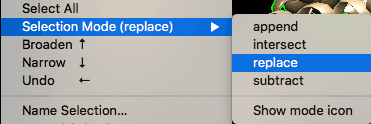 Select All
Selection Mode (replace) ▶
Broaden ↑
Narrow ↓
Undo ←
Name Selection...
append
intersect
replace
subtract
Show mode icon